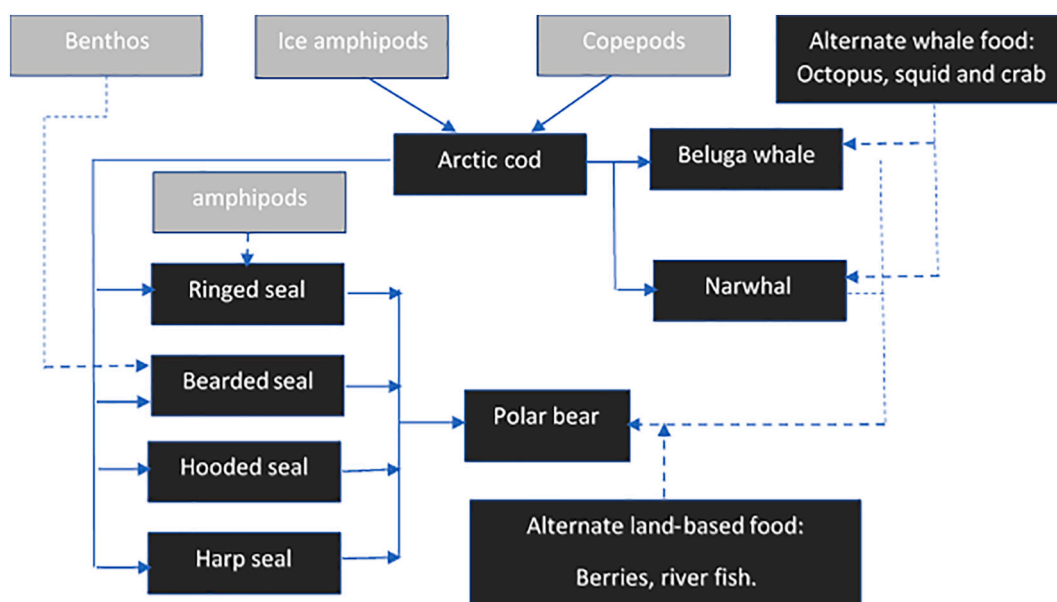 Benthos
Ice amphipods
Copepods
Alternate whale food:
Octopus, squid and crab
Arctic cod
Beluga whale
amphipods
Ringed seal
Narwhal
Bearded seal
Polar bear
Hooded seal
Harp seal
Alternate land-based food:
Berries, river fish.